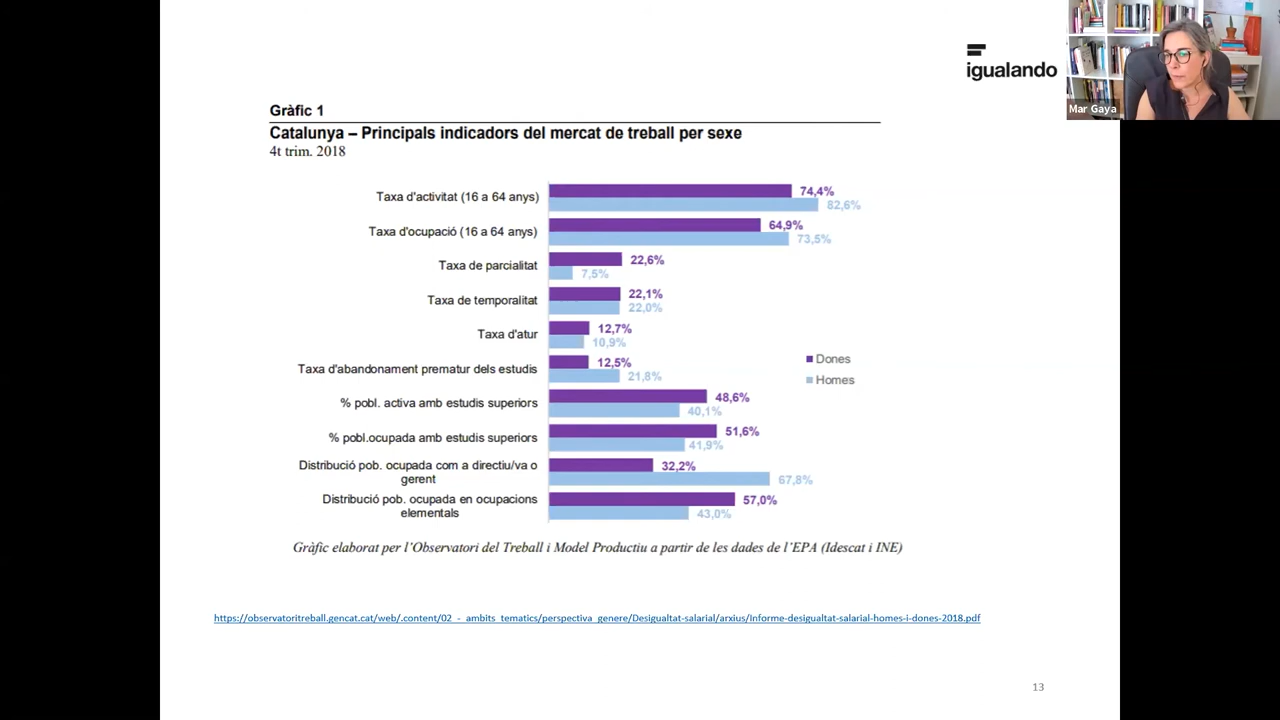 igualando
Mar Gaya
Gràfic 1
Catalunya – Principals indicadors del mercat de treball per sexe
4t trim. 2018
Taxa d'activitat (16 a 64 anys)
74,4%
82,6%
Taxa d'ocupació (16 a 64 anys)
64,9%
73,5%
Taxa de parcialitat
22,6%
7,5%
Taxa de temporalitat
22,1%
22,0%
Taxa d'atur
12,7%
10,9%
Taxa d'abandonament prematur dels estudis
12,5%
21,8%
% pobl. activa amb estudis superiors
48,6%
40,1%
% pobl.ocupada amb estudis superiors
51,6%
41,9%
Distribució pob. ocupada com a directiu/va o
gerent
32,2%
67,8%
Distribució pob. ocupada en ocupacions
elementals
57,0%
43,0%
Dones
Homes
Gràfic elaborat per l’Observatori del Treball i Model Productiu a partir de les dades de l’EPA (Idescat i INE)
https://observatoritreball.gencat.cat/web/.content/02_-_ambits_tematics/perspectiva_genere/Desigualtat-salarial/arxius/Informe-desigualtat-salarial-homes-i-dones-2018.pdf
13